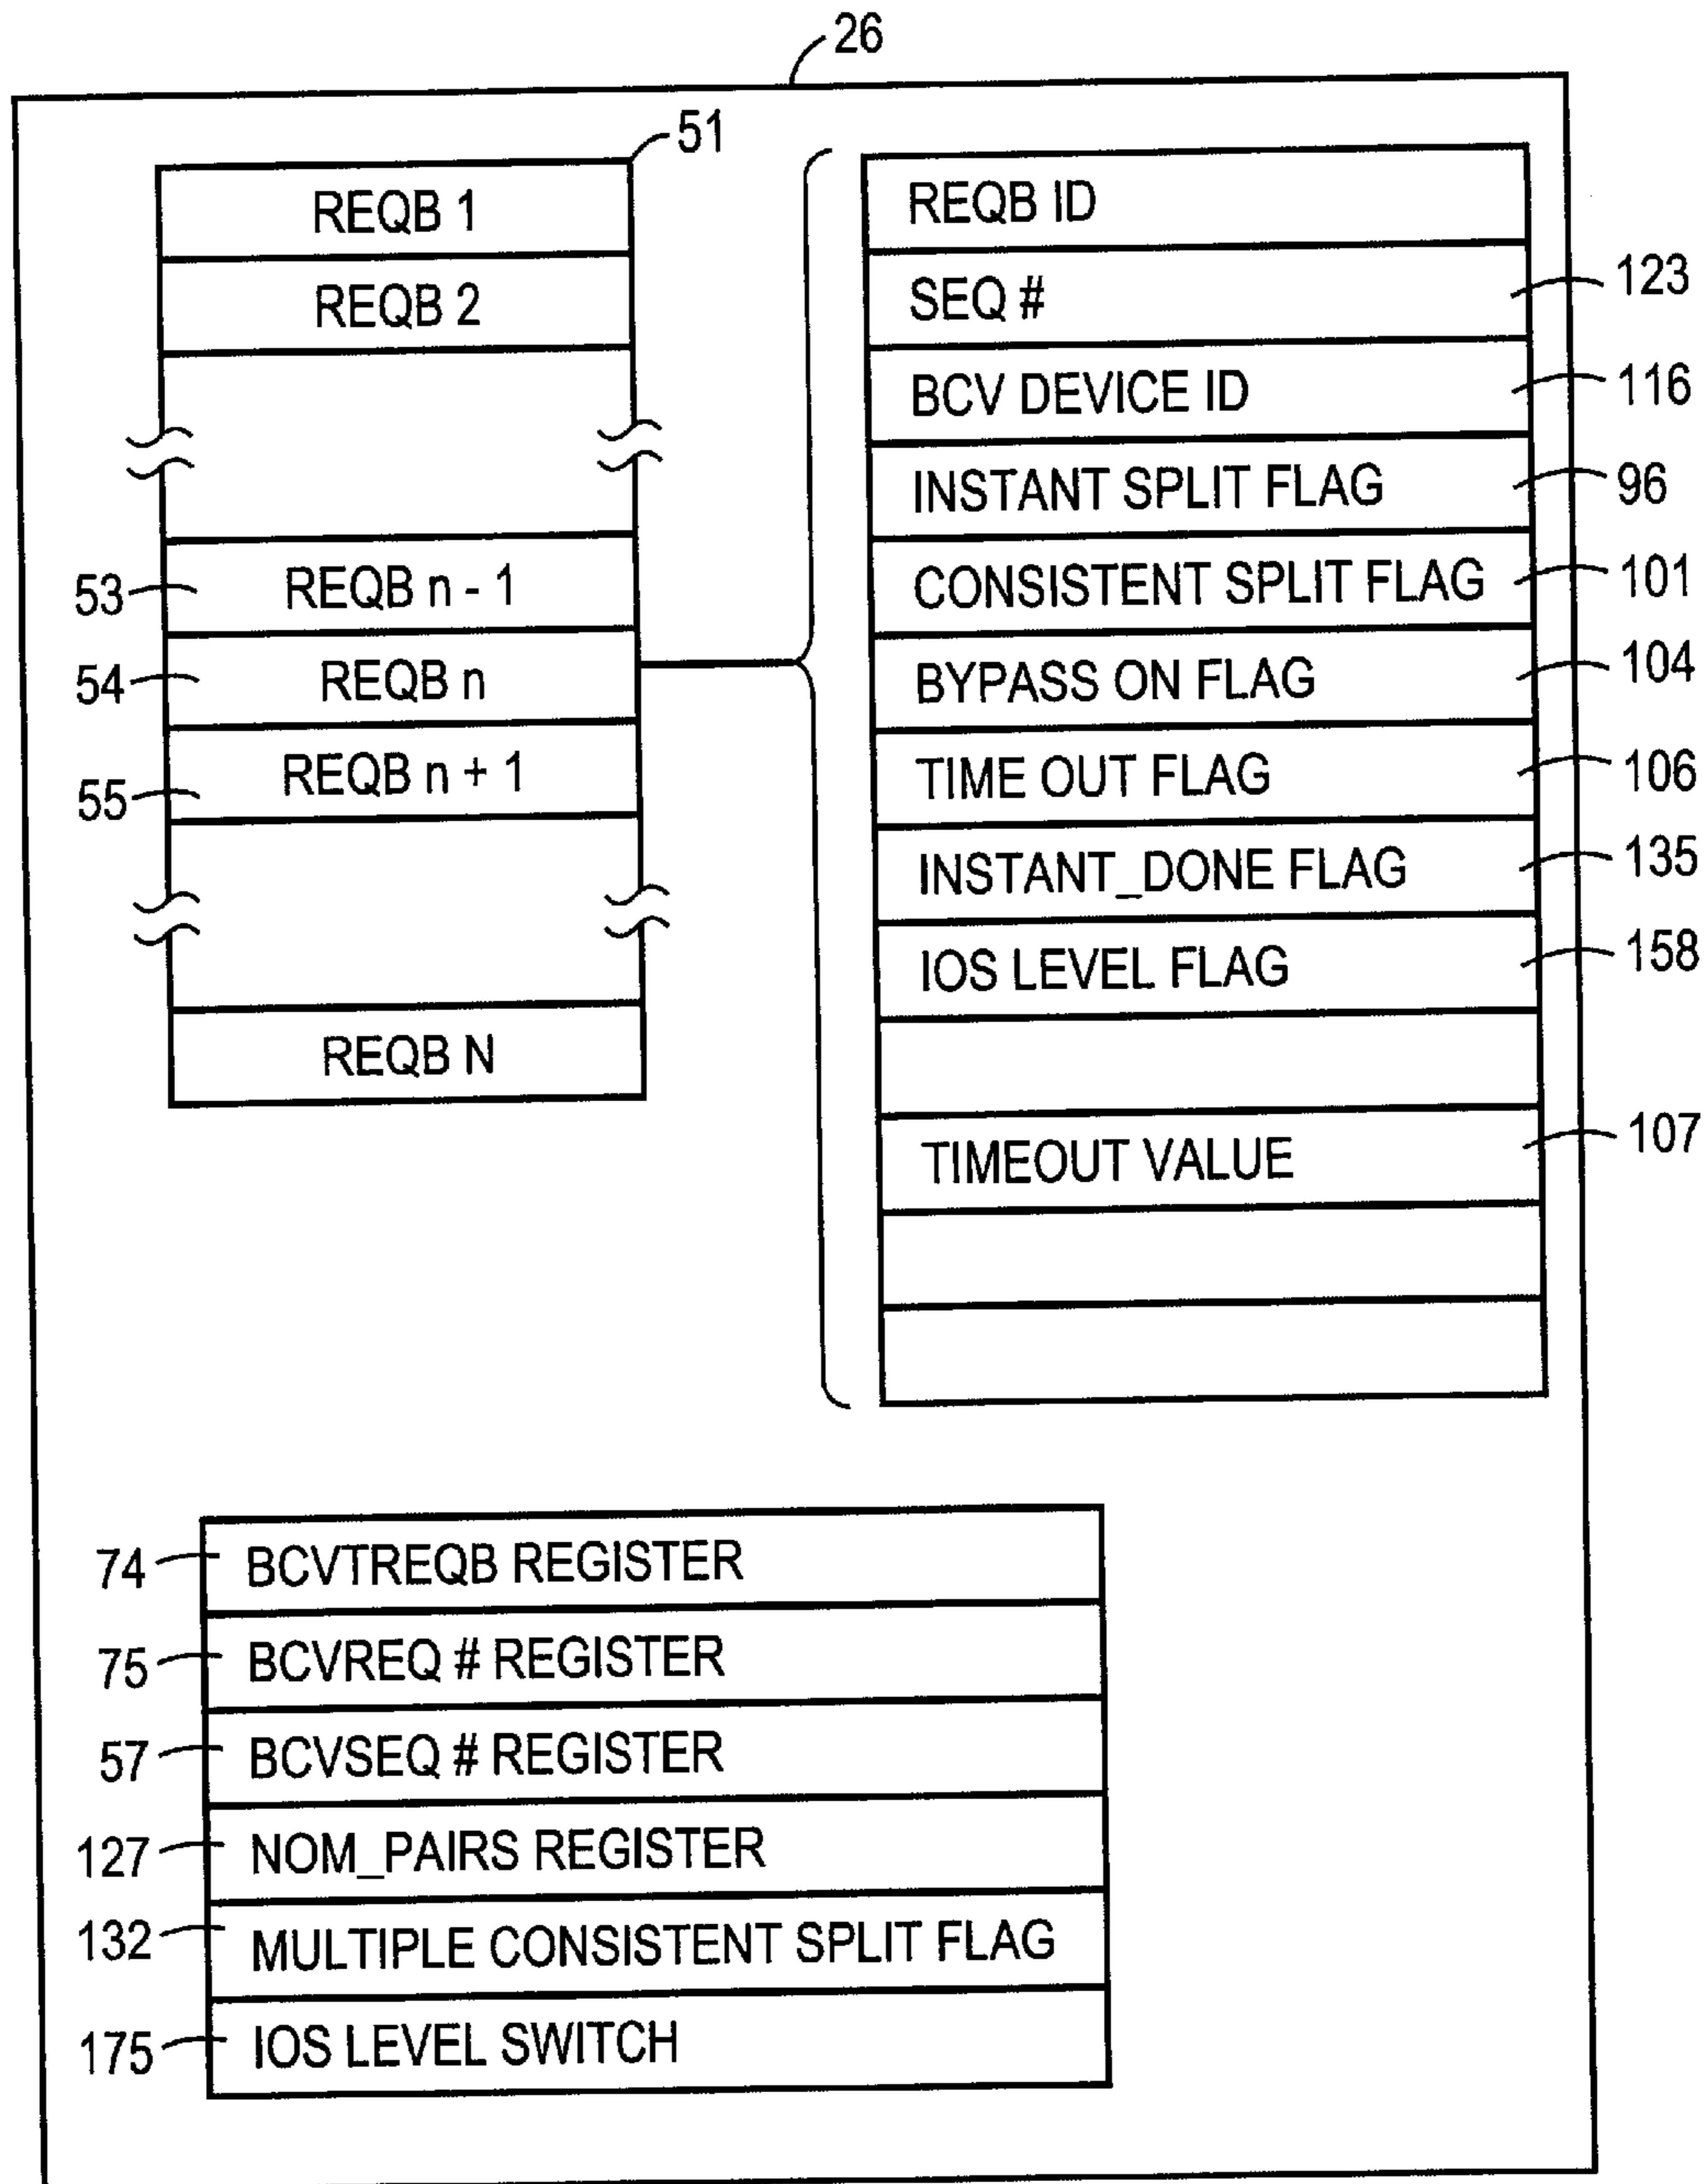 26
51
REQB 1
REQB 2
53
REQB n - 1
54
REQB n
55
REQB n + 1
REQB N
REQB ID
SEQ #
123
BCV DEVICE ID
116
INSTANT SPLIT FLAG
96
CONSISTENT SPLIT FLAG
101
BYPASS ON FLAG
104
TIME OUT FLAG
106
INSTANT_DONE FLAG
135
IOS LEVEL FLAG
158
TIMEOUT VALUE
107
74
BCVTREQB REGISTER
75
BCVREQ # REGISTER
57
BCVSEQ # REGISTER
127
NOM_PAIRS REGISTER
132
MULTIPLE CONSISTENT SPLIT FLAG
175
IOS LEVEL SWITCH